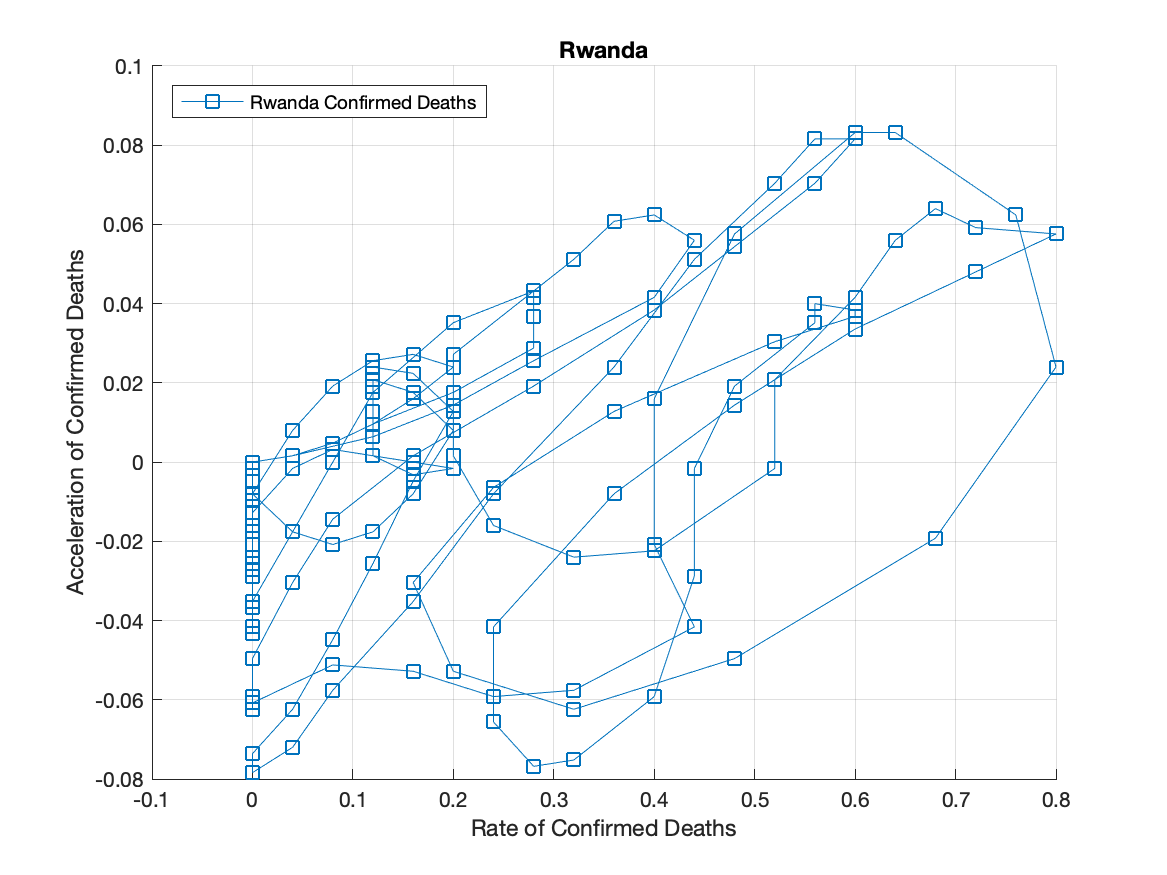 Rwanda
Rwanda Confirmed Deaths
Acceleration of Confirmed Deaths
0.1
0.08
0.06
0.04
0.02
0
-0.02
-0.04
-0.06
-0.08
-0.1 0 0.1 0.2 0.3 0.4 0.5 0.6 0.7 0.8
Rate of Confirmed Deaths